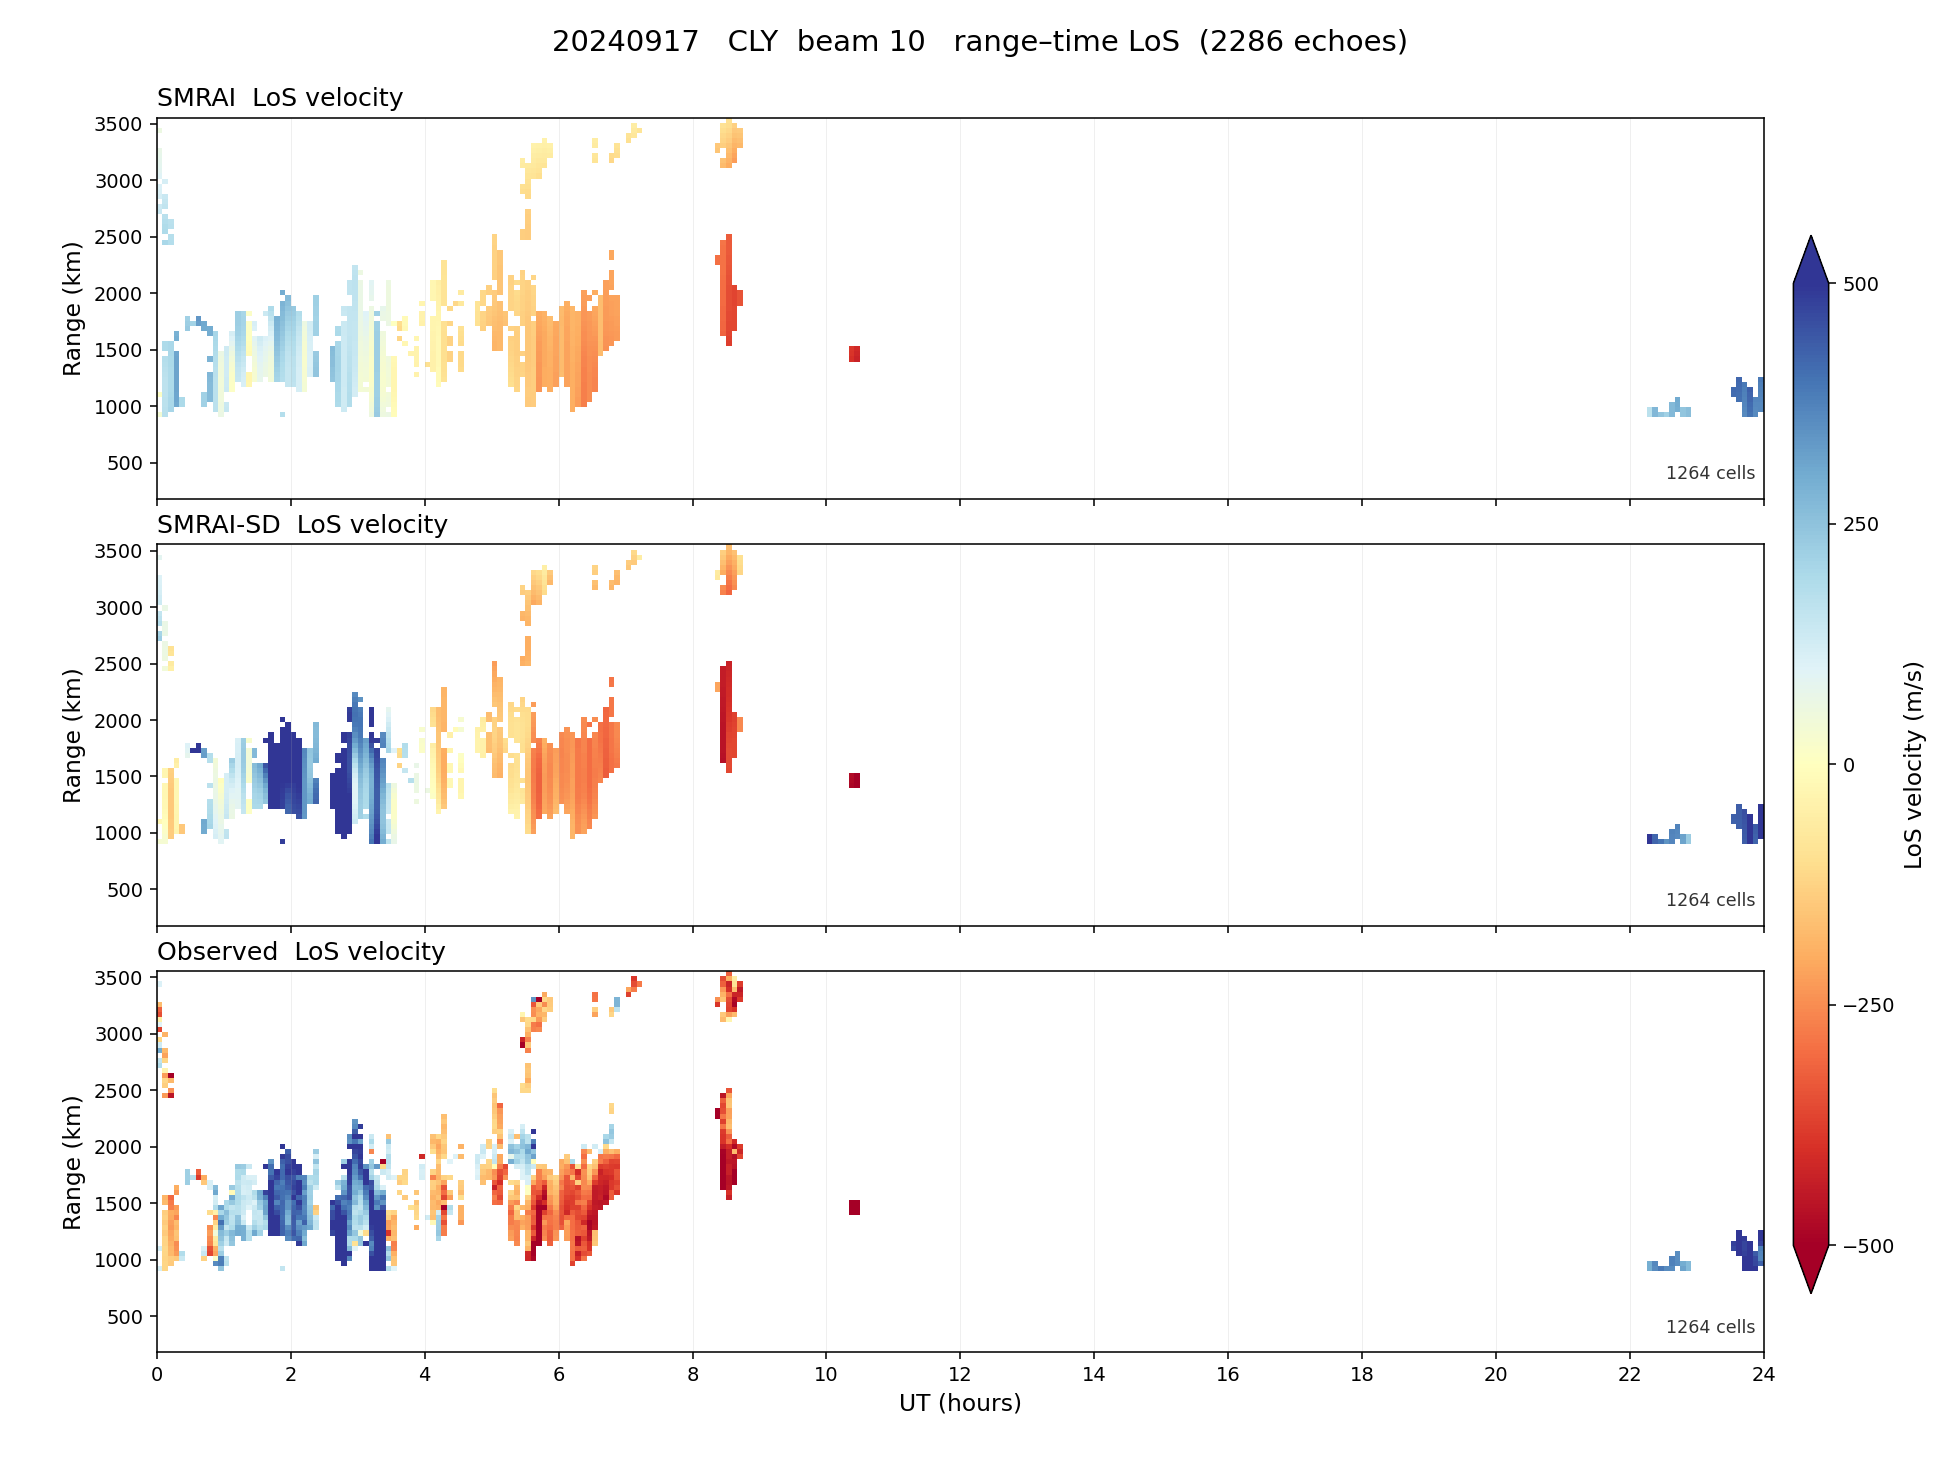 20240917   CLY  beam 10   range–time LoS  (2286 echoes)
SMRAI  LoS velocity
3500
3000
2500
2000
1500
1000
500
Range (km)
1264 cells
SMRAI-SD  LoS velocity
3500
3000
2500
2000
1500
1000
500
Range (km)
1264 cells
Observed  LoS velocity
3500
3000
2500
2000
1500
1000
500
Range (km)
1264 cells
0 2 4 6 8 10 12 14 16 18 20 22 24
UT (hours)
500
250
0
−250
−500
LoS velocity (m/s)